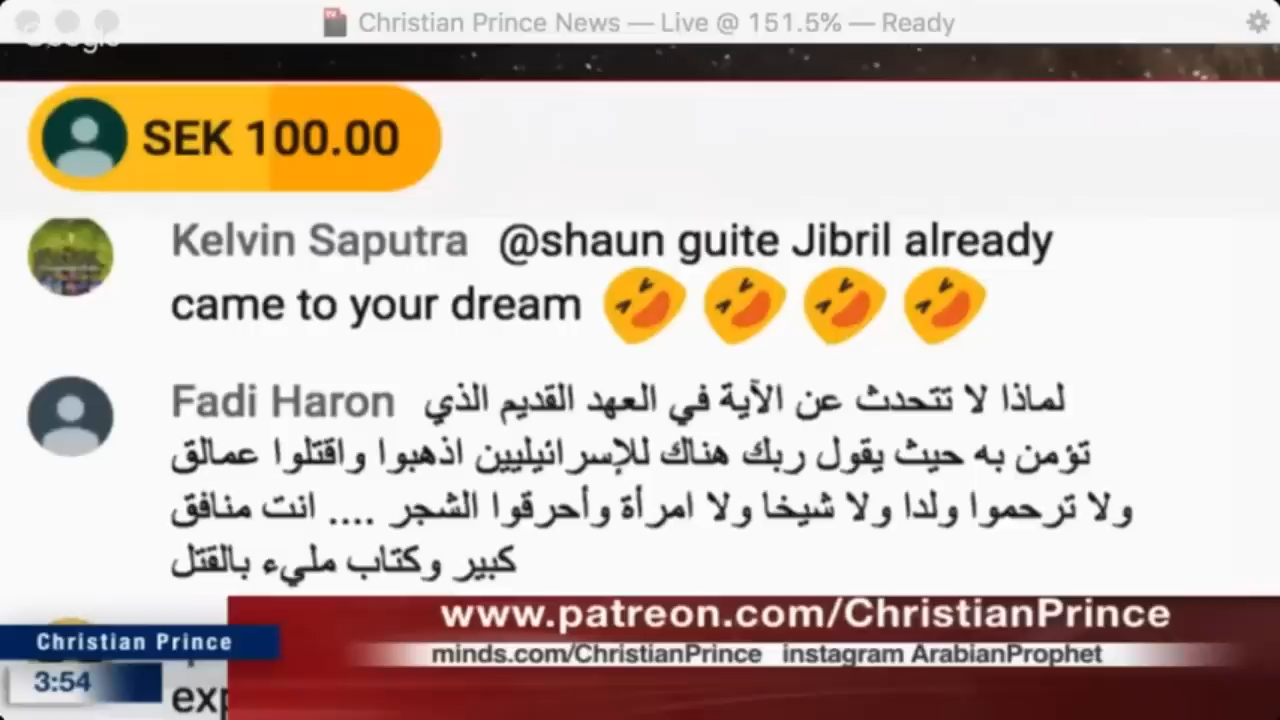 Christian Prince News — Live @ 151.5% — Ready
Google
SEK 100.00
Kelvin Saputra @shaun guite Jibril already
came to your dream 🤣🤣🤣🤣
Fadi Haron لماذا لا تتحدث عن الآية في العهد القديم الذي
تؤمن به حيث يقول ربك هناك للإسرائيليين اذهبوا واقتلوا عمالق
ولا ترحموا ولدا ولا شيخا ولا امرأة وأحرقوا الشجر .... انت منافق
كبير وكتاب مليء بالقتل
www.patreon.com/ChristianPrince
Christian Prince
minds.com/ChristianPrince instagram ArabianProphet
3:54